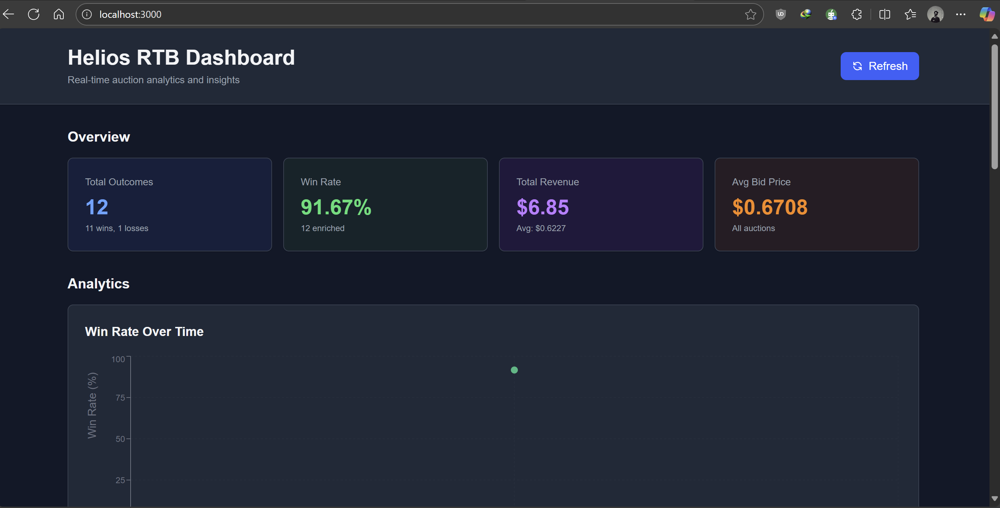 localhost:3000
Helios RTB Dashboard
Real-time auction analytics and insights
Refresh
Overview
Total Outcomes
12
11 wins, 1 losses
Win Rate
91.67%
12 enriched
Total Revenue
$6.85
Avg: $0.6227
Avg Bid Price
$0.6708
All auctions
Analytics
Win Rate Over Time
Win Rate (%)
100
75
50
25